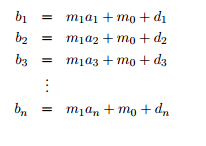 b₁ = m₁a₁ + m₀ + d₁
b₂ = m₁a₂ + m₀ + d₂
b₃ = m₁a₃ + m₀ + d₃
⋮
bₙ = m₁aₙ + m₀ + dₙ